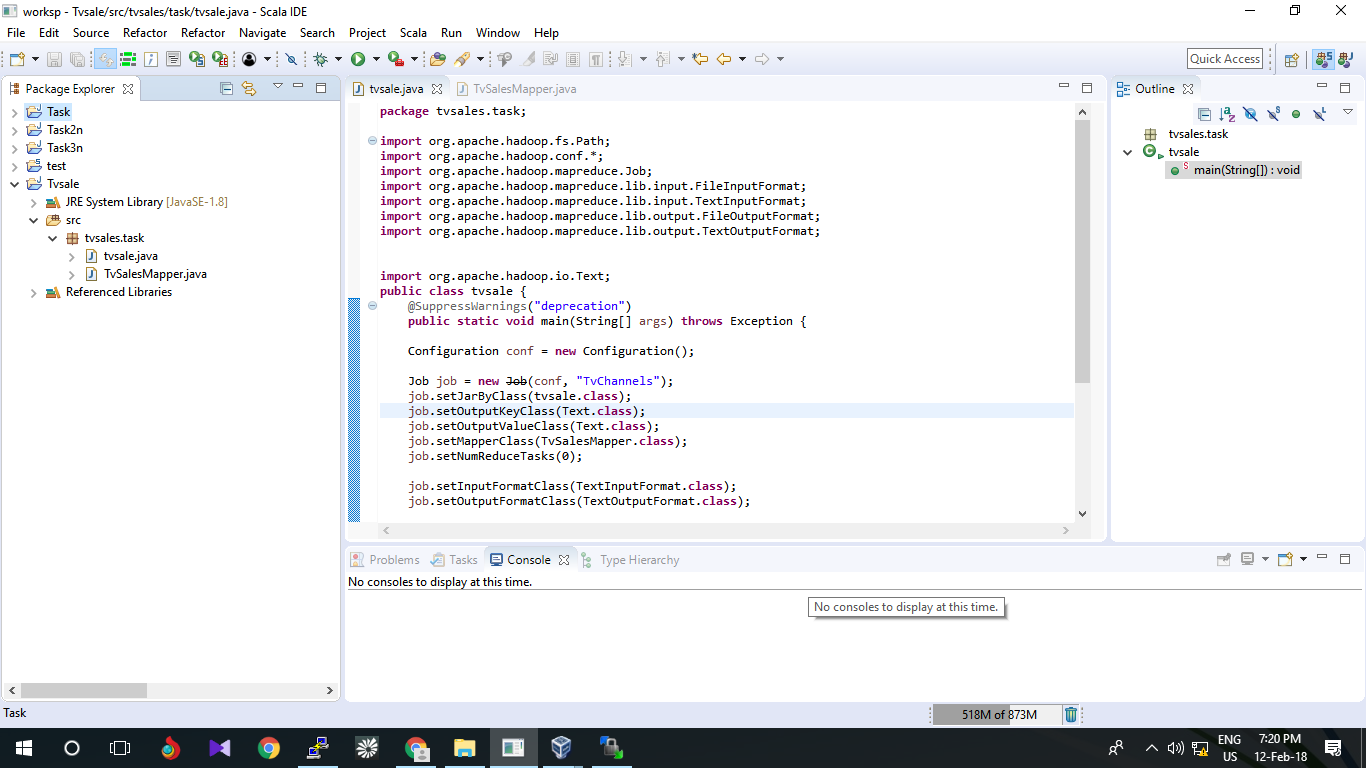 worksp - Tvsale/src/tvsales/task/tvsale.java - Scala IDE
File Edit Source Refactor Refactor Navigate Search Project Scala Run Window Help
Quick Access
Package Explorer
Task
Task2n
Task3n
test
Tvsale
JRE System Library [JavaSE-1.8]
src
tvsales.task
tvsale.java
TvSalesMapper.java
Referenced Libraries
tvsale.java
TvSalesMapper.java
package tvsales.task;
import org.apache.hadoop.fs.Path;
import org.apache.hadoop.conf.*;
import org.apache.hadoop.mapreduce.Job;
import org.apache.hadoop.mapreduce.lib.input.FileInputFormat;
import org.apache.hadoop.mapreduce.lib.input.TextInputFormat;
import org.apache.hadoop.mapreduce.lib.output.FileOutputFormat;
import org.apache.hadoop.mapreduce.lib.output.TextOutputFormat;
import org.apache.hadoop.io.Text;
public class tvsale {
@SuppressWarnings("deprecation")
public static void main(String[] args) throws Exception {
Configuration conf = new Configuration();
Job job = new Job(conf, "TvChannels");
job.setJarByClass(tvsale.class);
job.setOutputKeyClass(Text.class);
job.setOutputValueClass(Text.class);
job.setMapperClass(TvSalesMapper.class);
job.setNumReduceTasks(0);
job.setInputFormatClass(TextInputFormat.class);
job.setOutputFormatClass(TextOutputFormat.class);
Outline
tvsales.task
tvsale
main(String[]) : void
Problems Tasks Console Type Hierarchy
No consoles to display at this time.
No consoles to display at this time.
Task
518M of 873M
ENG
US
7:20 PM
12-Feb-18